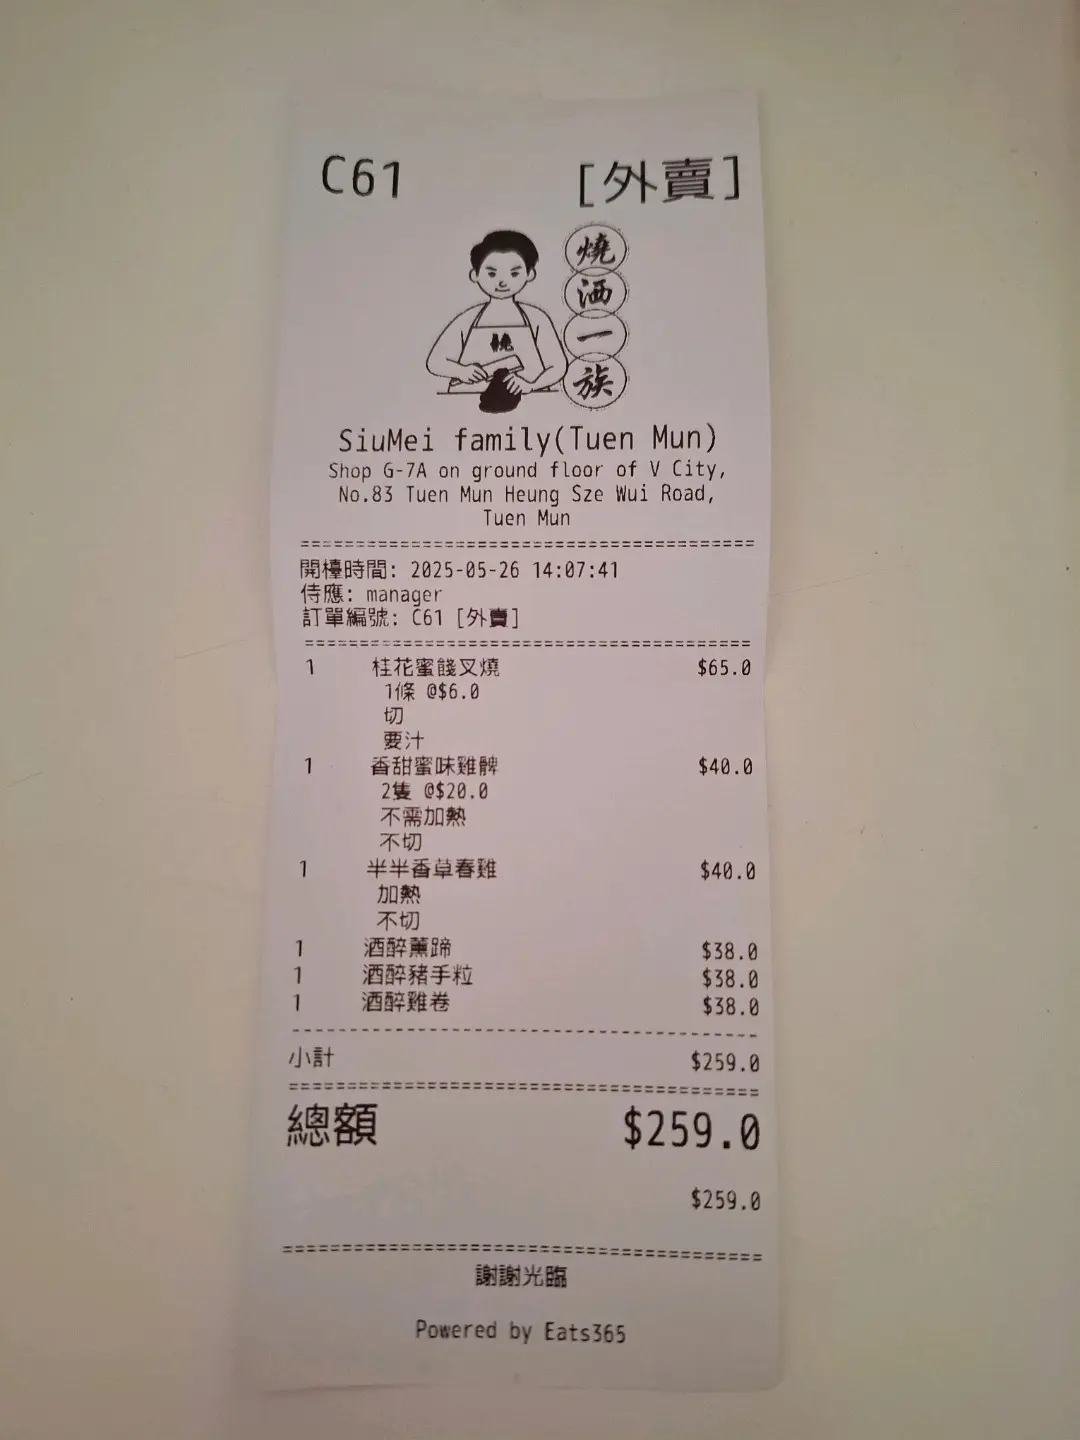 C61 [外賣]
燒
洒
一
族
燒
SiuMei family(Tuen Mun)
Shop G-7A on ground floor of V City,
No.83 Tuen Mun Heung Sze Wui Road,
Tuen Mun
=========================================
開檯時間: 2025-05-26 14:07:41
侍應: manager
訂單編號: C61 [外賣]
=========================================
1 桂花蜜餞叉燒 $65.0
1條 @$6.0
切
要汁
1 香甜蜜味雞髀 $40.0
2隻 @$20.0
不需加熱
不切
1 半半香草春雞 $40.0
加熱
不切
1 酒醉薰蹄 $38.0
1 酒醉豬手粒 $38.0
1 酒醉雞卷 $38.0
-----------------------------------------
小計 $259.0
=========================================
總額 $259.0
$259.0
=========================================
謝謝光臨
Powered by Eats365